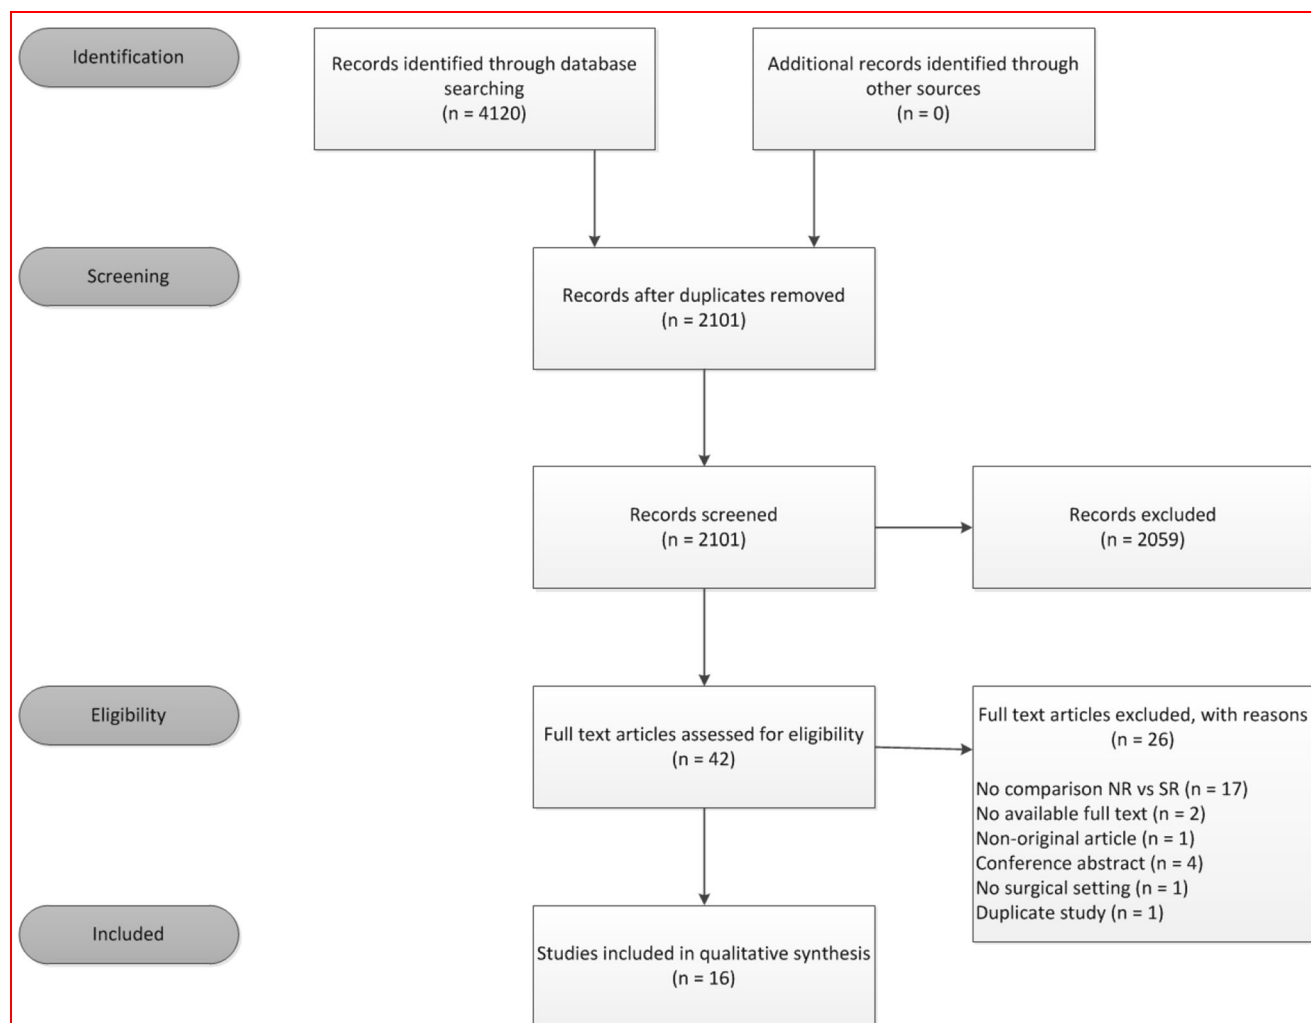 Identification
Records identified through database
searching
(n = 4120)
Additional records identified through
other sources
(n = 0)
Screening
Records after duplicates removed
(n = 2101)
Records screened
(n = 2101)
Records excluded
(n = 2059)
Eligibility
Full text articles assessed for eligibility
(n = 42)
Full text articles excluded, with reasons
(n = 26)
No comparison NR vs SR (n = 17)
No available full text (n = 2)
Non-original article (n = 1)
Conference abstract (n = 4)
No surgical setting (n = 1)
Duplicate study (n = 1)
Included
Studies included in qualitative synthesis
(n = 16)